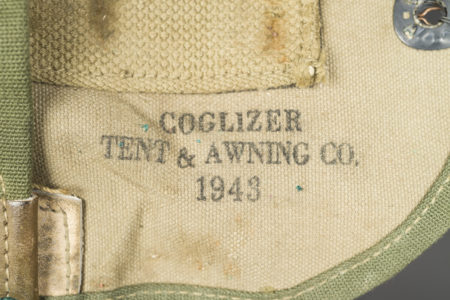 COGLIZER
TENT & AWNING CO.
1943